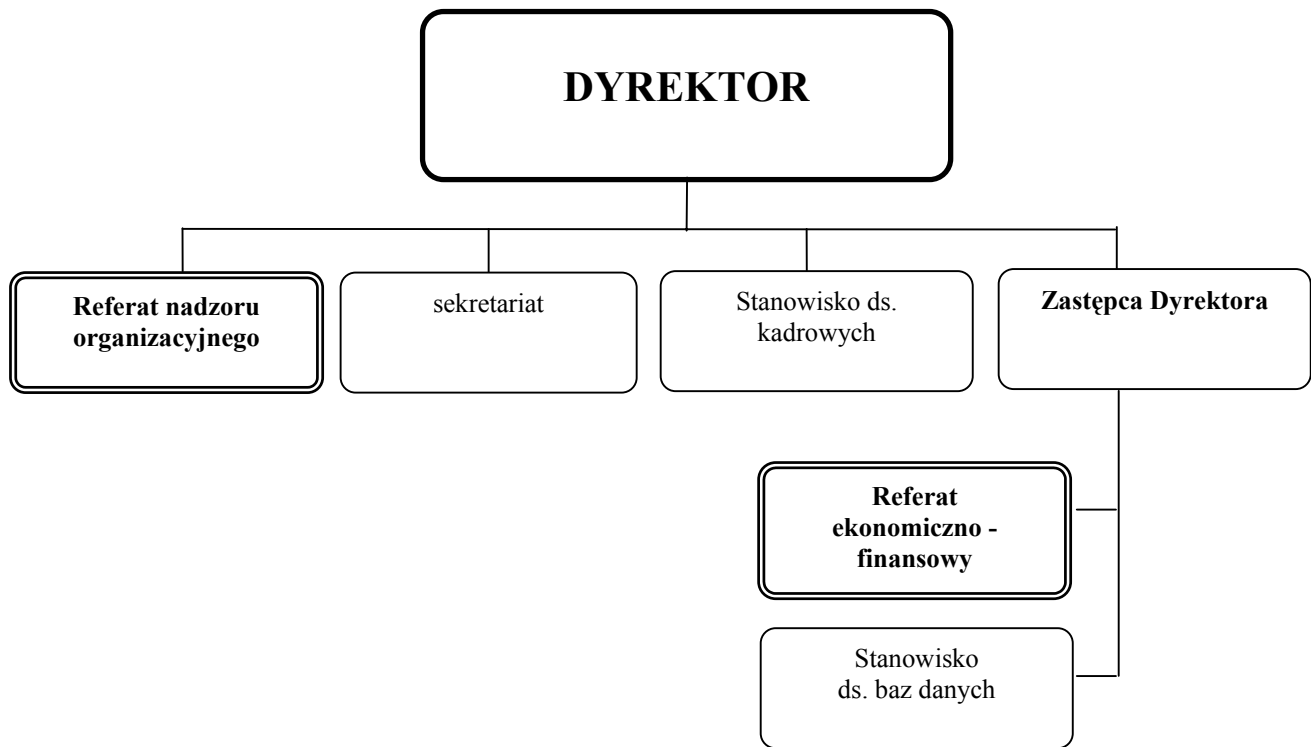 DYREKTOR
Referat nadzoru
organizacyjnego
sekretariat
Stanowisko ds.
kadrowych
Zastępca Dyrektora
Referat
ekonomiczno -
finansowy
Stanowisko
ds. baz danych